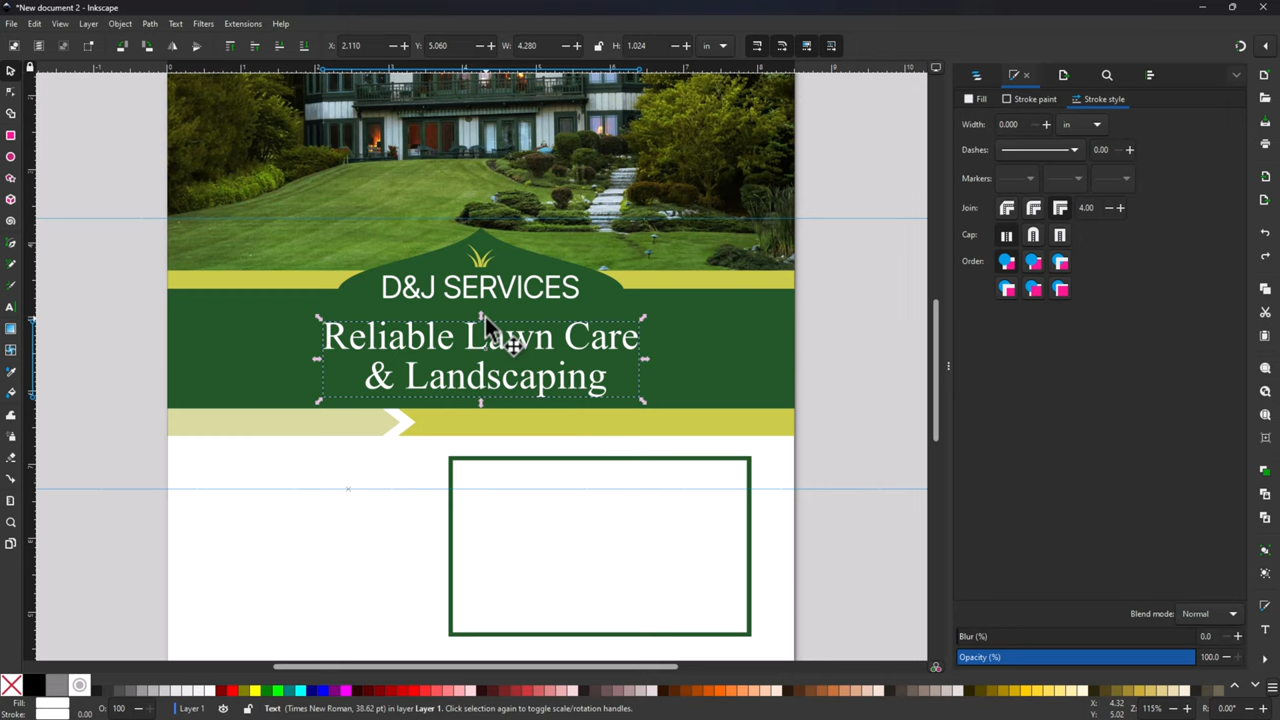 *New document 2 - Inkscape
File Edit View Layer Object Path Text Filters Extensions Help
X: 2.110 Y: 5.060 W: 4.280 H: 1.024 in
Fill Stroke paint Stroke style
Width: 0.000 in
Dashes: 0.00
Markers:
Join: 4.00
Cap:
Order:
D&J SERVICES
Reliable Lawn Care
& Landscaping
Blend mode: Normal
Blur (%) 0.0
Opacity (%) 100.0
Fill:
Stroke: 0.00
O: 100
Layer 1
Text (Times New Roman, 38.62 pt) in layer Layer 1. Click selection again to toggle scale/rotation handles.
X: 4.32
Y: 5.02
Z: 115%
R: 0.00°